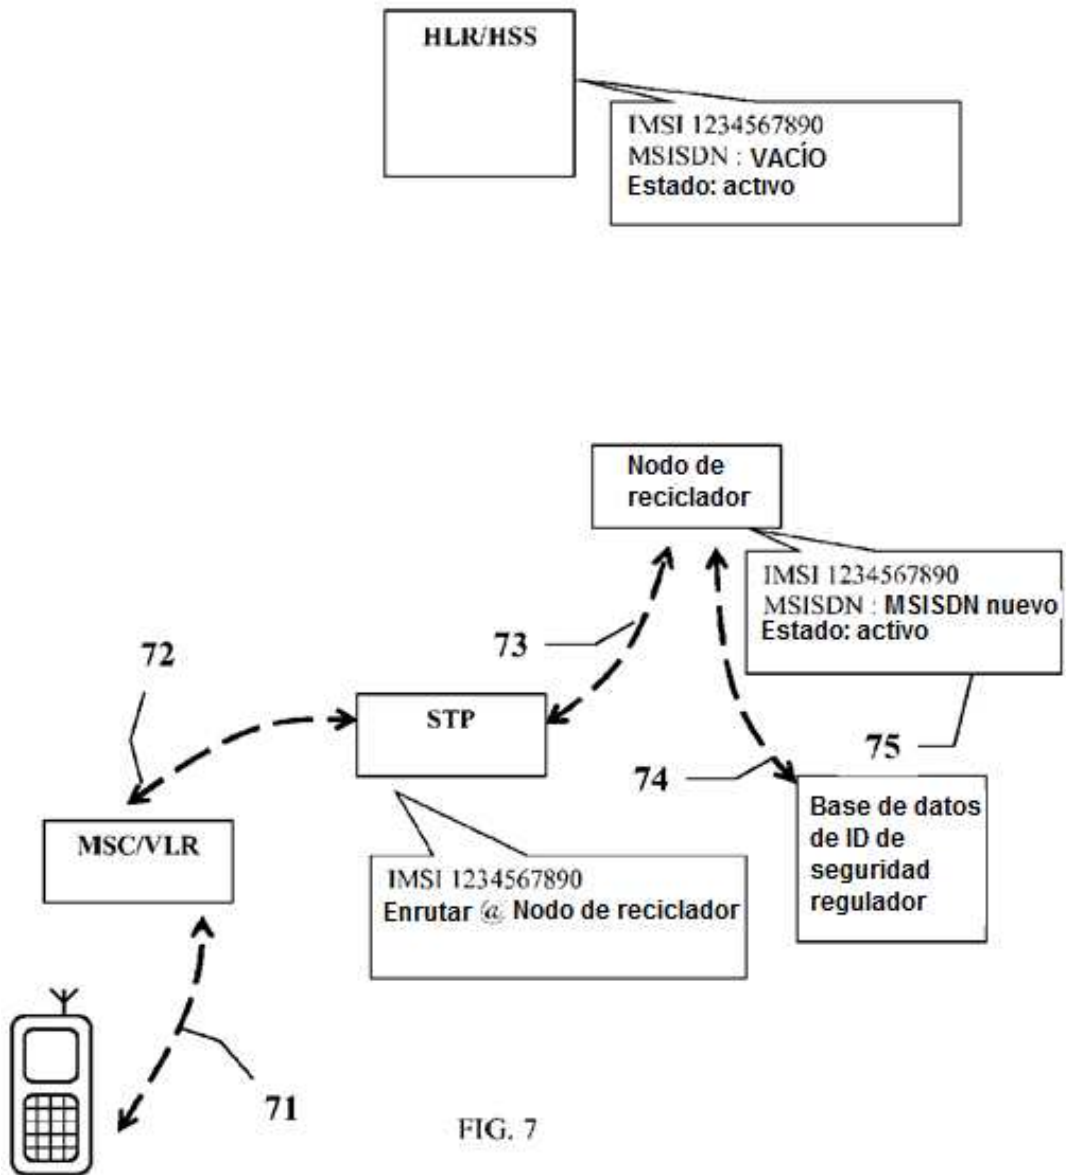 HLR/HSS
IMSI 1234567890
MSISDN : VACÍO
Estado: activo
Nodo de
reciclador
IMSI 1234567890
MSISDN : MSISDN nuevo
Estado: activo
73
72
STP
75
74
Base de datos
de ID de
seguridad
regulador
MSC/VLR
IMSI 1234567890
Enrutar @ Nodo de reciclador
71
FIG. 7